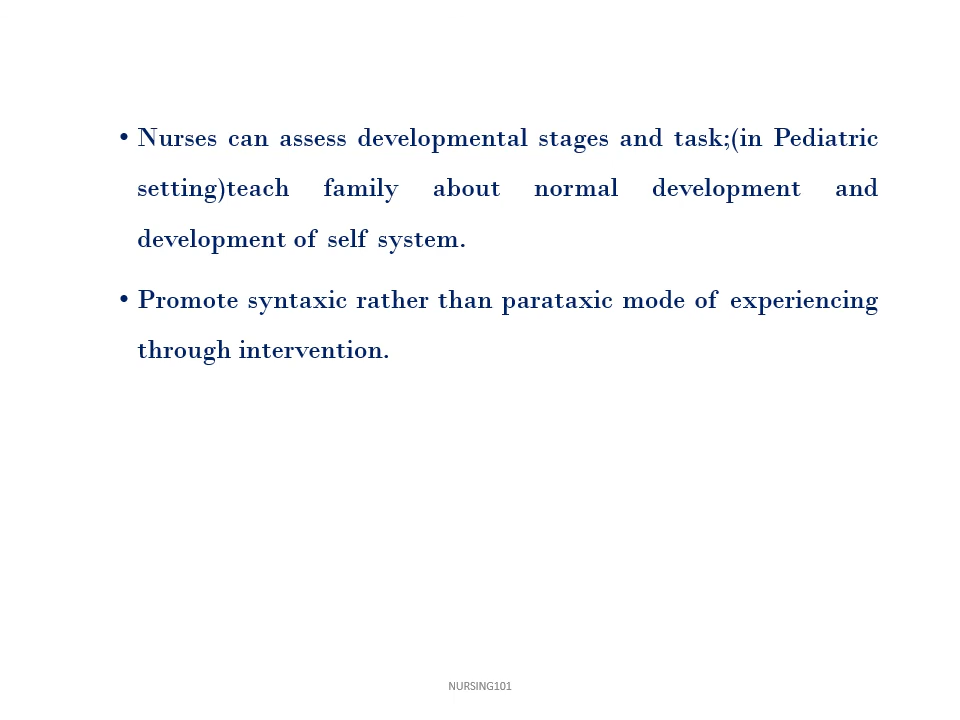 • Nurses can assess developmental stages and task;(in Pediatric
setting)teach family about normal development and
development of self system.
• Promote syntaxic rather than parataxic mode of experiencing
through intervention.
NURSING101